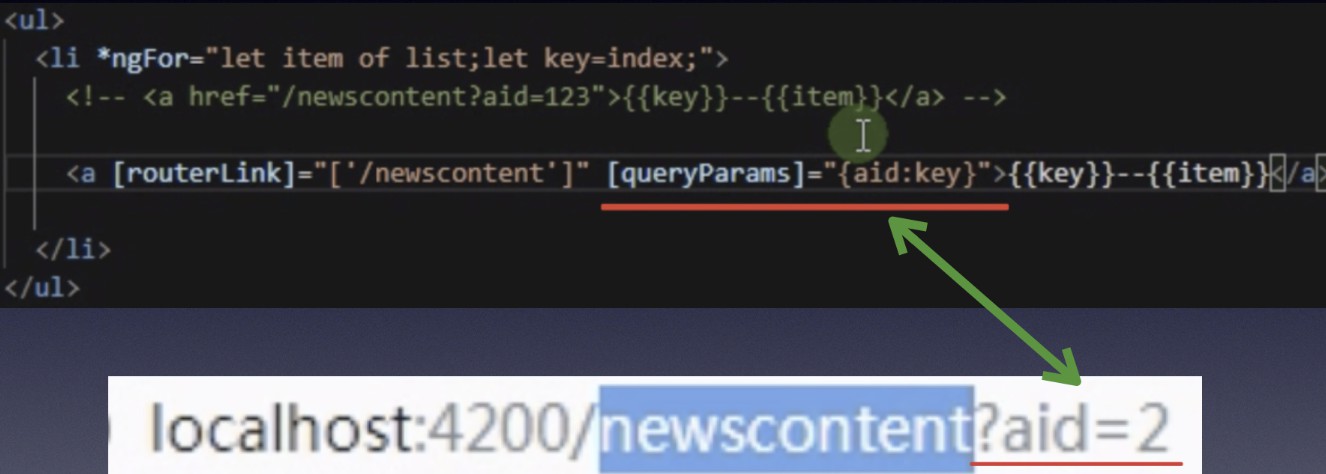 <ul>
<li *ngFor="let item of list;let key=index;">
<!-- <a href="/newscontent?aid=123">{{key}}--{{item}}</a> -->
<a [routerLink]="['/newscontent']" [queryParams]="{aid:key}">{{key}}--{{item}}</a>
</li>
</ul>
localhost:4200/newscontent?aid=2